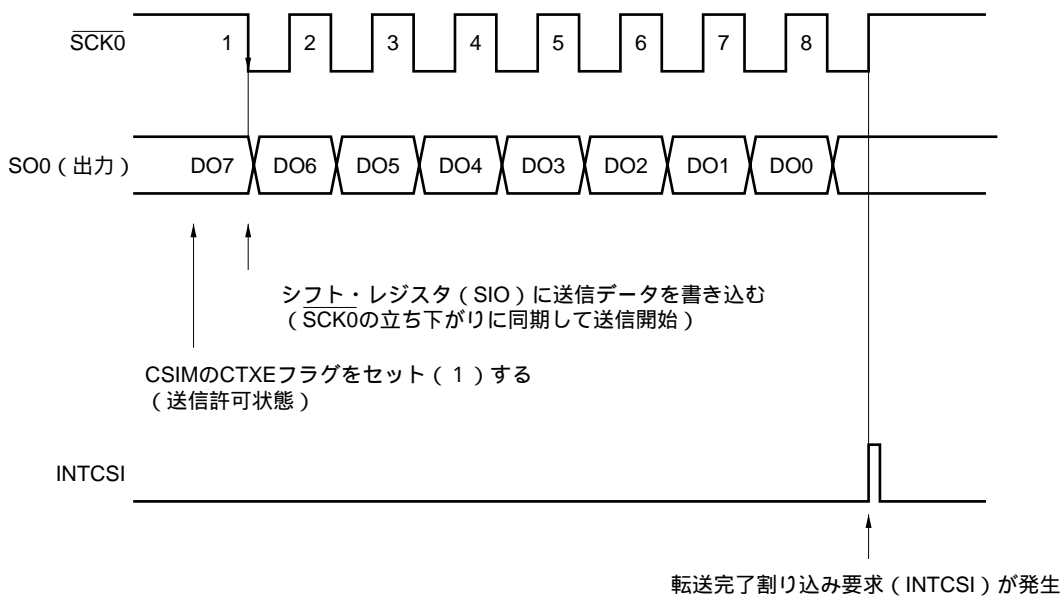 SCK0 1 2 3 4 5 6 7 8
SO0(出力) DO7 DO6 DO5 DO4 DO3 DO2 DO1 DO0
シフト・レジスタ(SIO)に送信データを書き込む
(SCK0の立ち下がりに同期して送信開始)
CSIMのCTXEフラグをセット(1)する
(送信許可状態)
INTCSI
転送完了割り込み要求(INTCSI)が発生